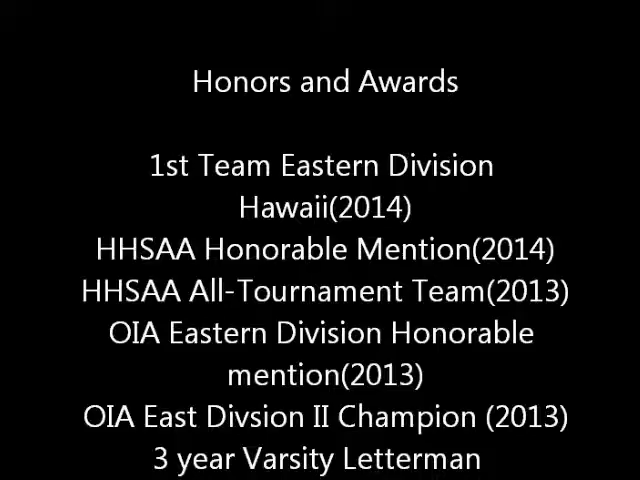 Honors and Awards
1st Team Eastern Division
Hawaii(2014)
HHSAA Honorable Mention(2014)
HHSAA All-Tournament Team(2013)
OIA Eastern Division Honorable
mention(2013)
OIA East Divsion II Champion (2013)
3 year Varsity Letterman